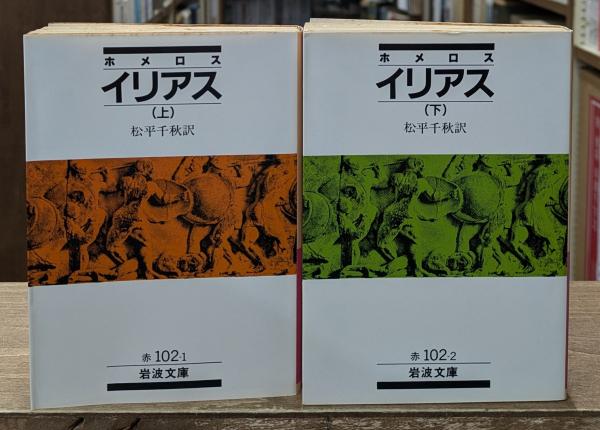 ホメロス
イリアス
(上)
松平千秋訳
赤 102-1
岩波文庫
ホメロス
イリアス
(下)
松平千秋訳
赤 102-2
岩波文庫